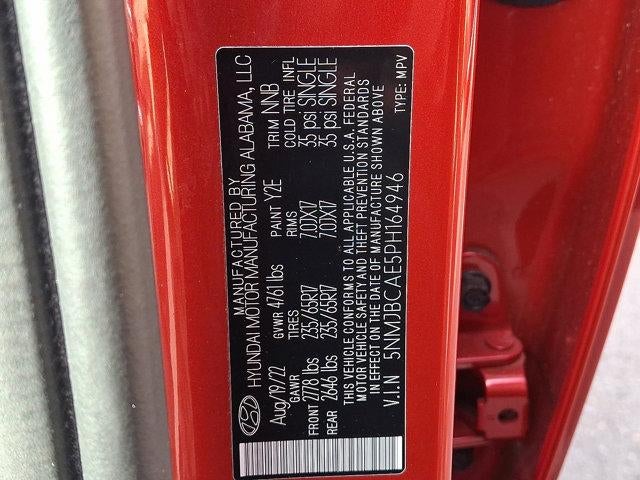 MANUFACTURED BY
HYUNDAI MOTOR MANUFACTURING ALABAMA, LLC
Aug/19/22 GVWR 4761lbs PAINT Y2E TRIM NNB
GAWR TIRES RIMS COLD TIRE INFL
FRONT 2778 lbs 235/65R17 7.0JX17 35 psi SINGLE
REAR 2646 lbs 235/65R17 7.0JX17 35 psi SINGLE
THIS VEHICLE CONFORMS TO ALL APPLICABLE U.S.A. FEDERAL
MOTOR VEHICLE SAFETY AND THEFT PREVENTION STANDARDS
IN EFFECT ON THE DATE OF MANUFACTURE SHOWN ABOVE
V.I.N 5NMJBCAE5PH164946 TYPE: MPV